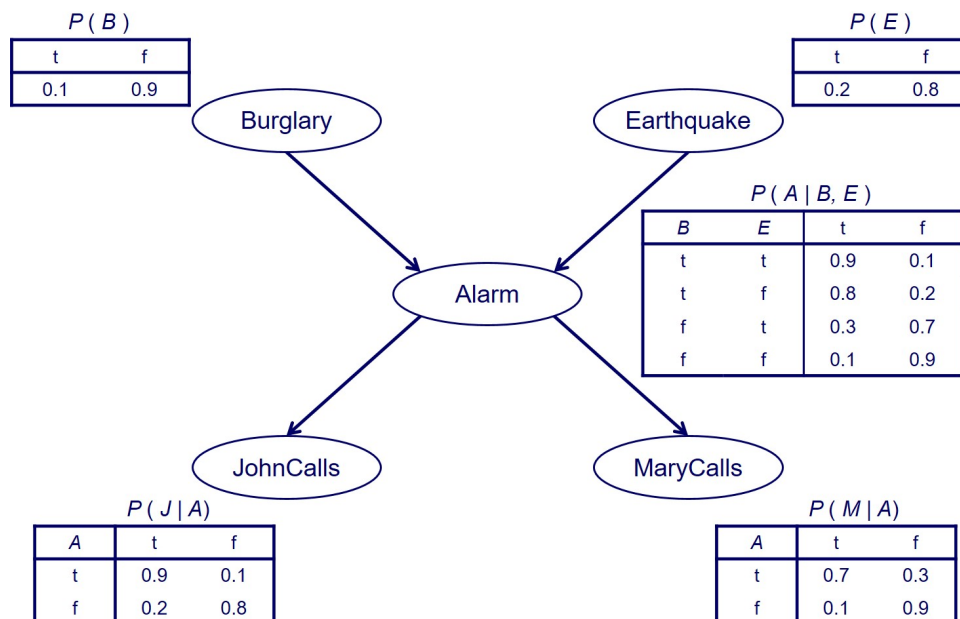 P ( B )
t f
0.1 0.9
P ( E )
t f
0.2 0.8
Burglary
Earthquake
P ( A | B, E )
B E t f
t t 0.9 0.1
t f 0.8 0.2
f t 0.3 0.7
f f 0.1 0.9
Alarm
JohnCalls
MaryCalls
P ( J | A)
A t f
t 0.9 0.1
f 0.2 0.8
P ( M | A)
A t f
t 0.7 0.3
f 0.1 0.9